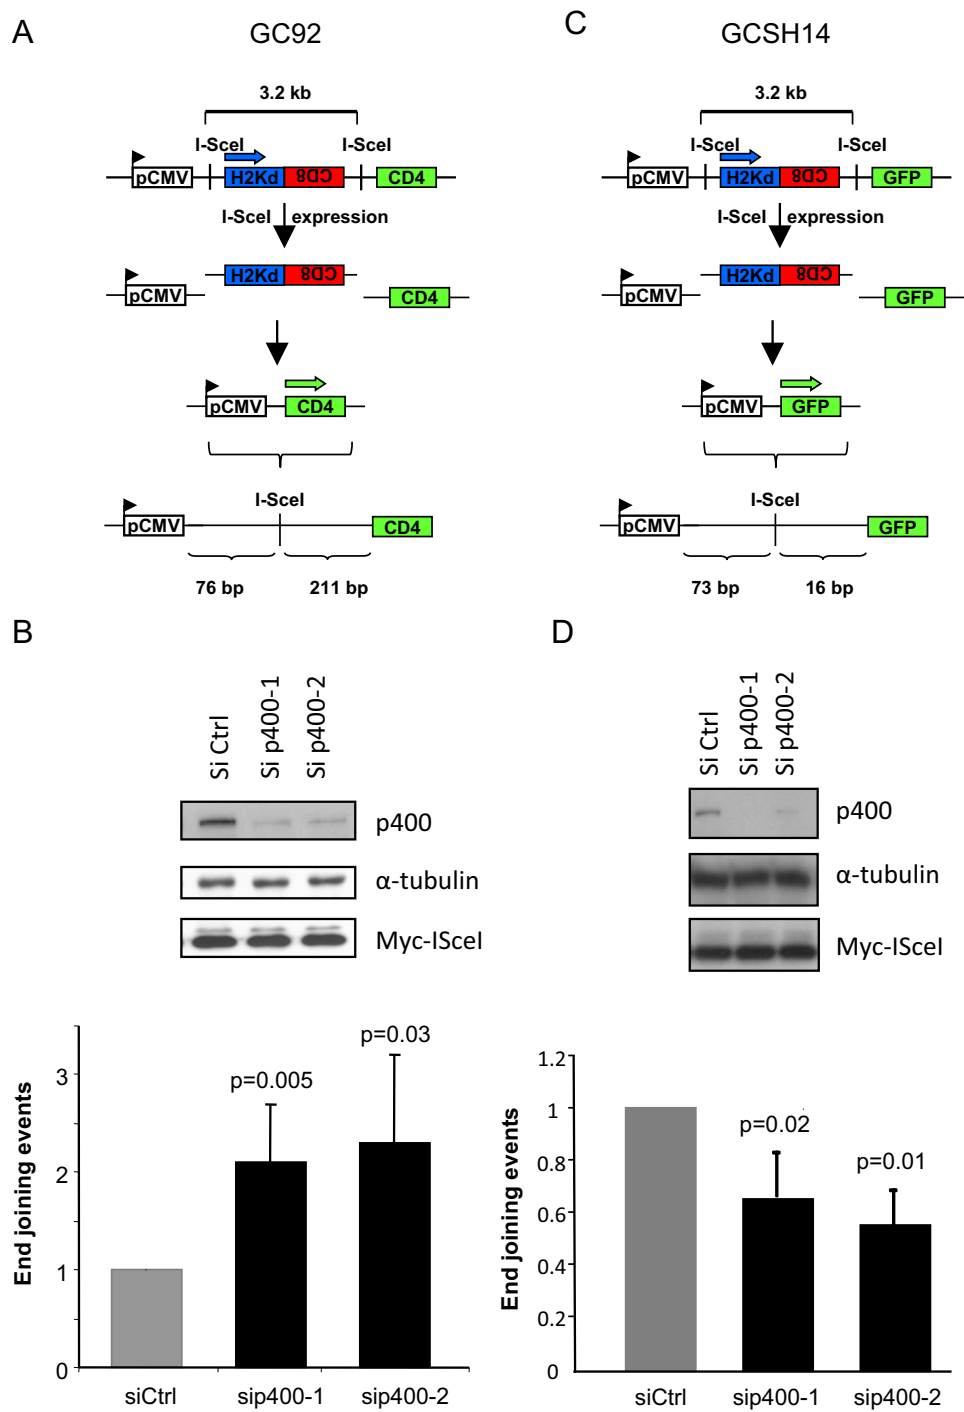 A
GC92
3.2 kb
I-SceI
I-SceI
pCMV
H2Kd
CD8
CD4
I-SceI
expression
pCMV
H2Kd
CD8
CD4
pCMV
CD4
I-SceI
pCMV
CD4
76 bp
211 bp
C
GCSH14
3.2 kb
I-SceI
I-SceI
pCMV
H2Kd
CD8
GFP
I-SceI
expression
pCMV
H2Kd
CD8
GFP
pCMV
GFP
I-SceI
pCMV
GFP
73 bp
16 bp
B
Si Ctrl
Si p400-1
Si p400-2
p400
α-tubulin
Myc-ISceI
End joining events
3
2
1
0
p=0.005
p=0.03
siCtrl
sip400-1
sip400-2
D
Si Ctrl
Si p400-1
Si p400-2
p400
α-tubulin
Myc-ISceI
End joining events
1.2
1
0.8
0.6
0.4
0.2
0
p=0.02
p=0.01
siCtrl
sip400-1
sip400-2